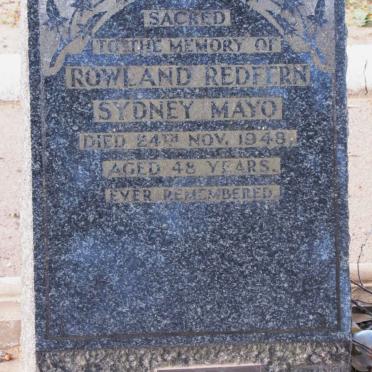 SACRED
TO THE MEMORY OF
ROWLAND REDFERN
SYDNEY MAYO
DIED 24TH NOV. 1948.
AGED 48 YEARS.
EVER REMEMBERED.